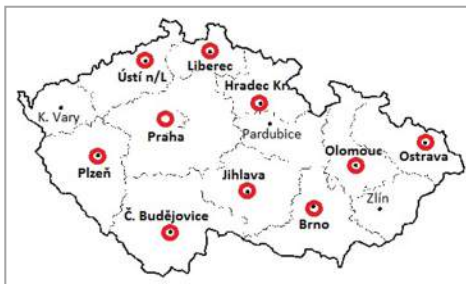 Liberec
Ústí n/L
Hradec Kr.
K. Vary
Praha
Pardubice
Olomouc
Ostrava
Plzeň
Jihlava
Zlín
Č. Budějovice
Brno